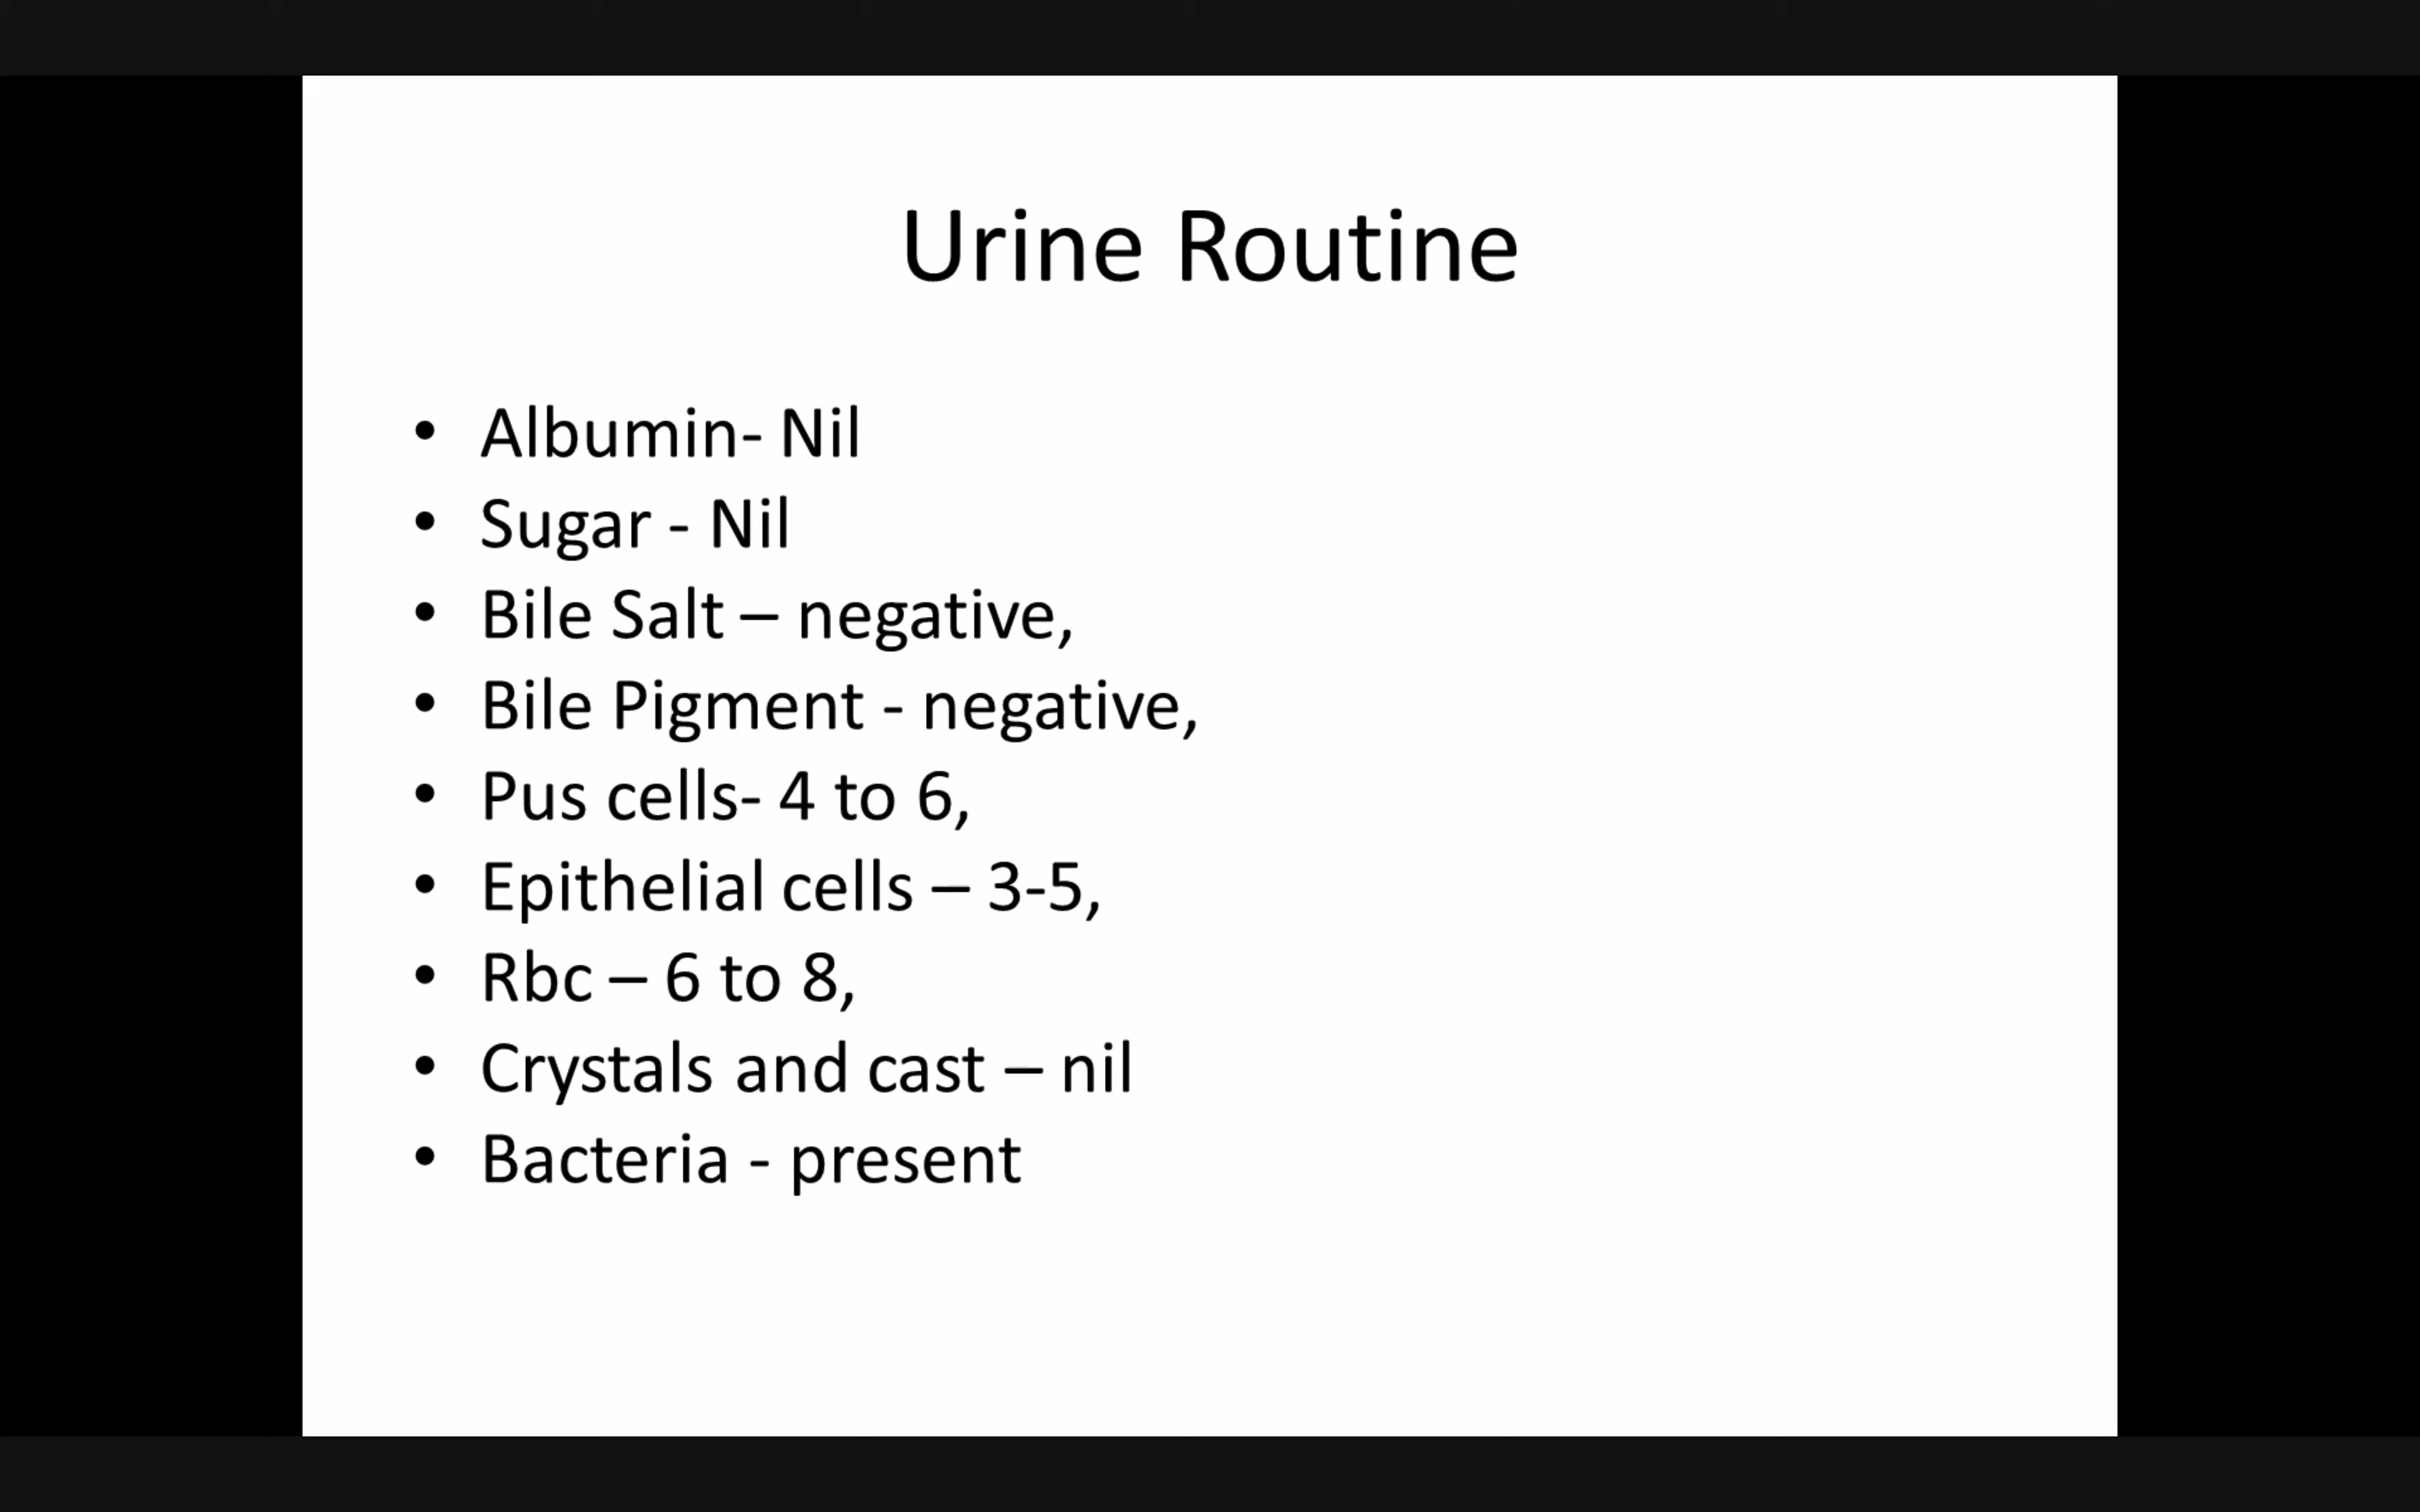 Urine Routine
• Albumin- Nil
• Sugar - Nil
• Bile Salt – negative,
• Bile Pigment - negative,
• Pus cells- 4 to 6,
• Epithelial cells – 3-5,
• Rbc – 6 to 8,
• Crystals and cast – nil
• Bacteria - present